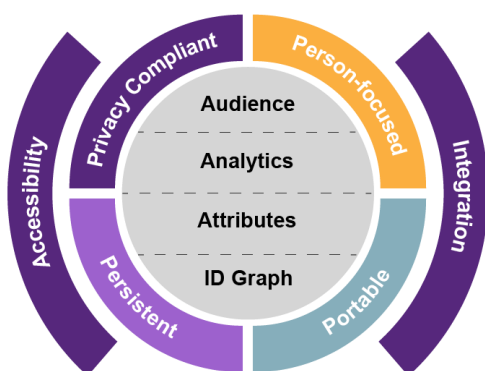 Privacy Compliant
Person-focused
Accessibility
Audience
Analytics
Attributes
ID Graph
Integration
Persistent
Portable